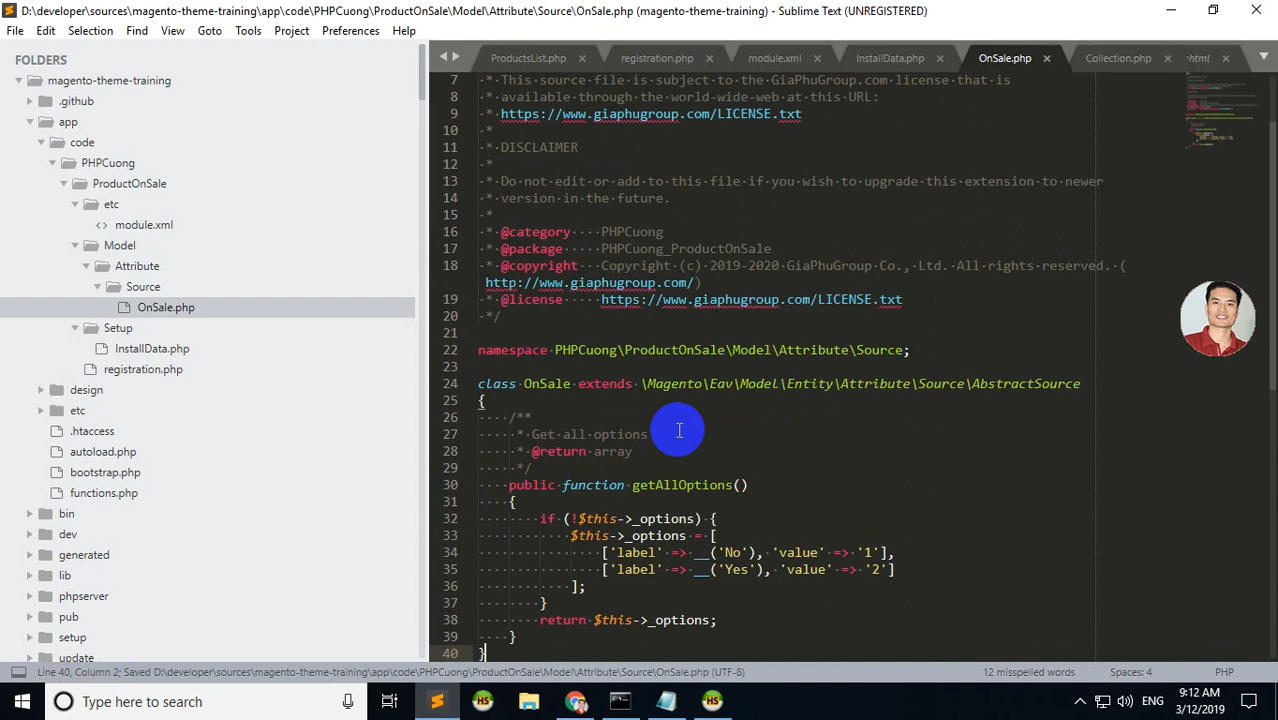 D:\developer\sources\magento-theme-training\app\code\PHPCuong\ProductOnSale\Model\Attribute\Source\OnSale.php (magento-theme-training) - Sublime Text (UNREGISTERED)
File Edit Selection Find View Goto Tools Project Preferences Help
FOLDERS
magento-theme-training
.github
app
code
PHPCuong
ProductOnSale
etc
module.xml
Model
Attribute
Source
OnSale.php
Setup
InstallData.php
registration.php
design
etc
.htaccess
autoload.php
bootstrap.php
functions.php
bin
dev
generated
lib
phpserver
pub
setup
update
ProductsList.php registration.php module.xml InstallData.php OnSale.php Collection.php
7 * This source file is subject to the GiaPhuGroup.com license that is
8 * available through the world-wide-web at this URL:
9 * https://www.giaphugroup.com/LICENSE.txt
10 *
11 * DISCLAIMER
12 *
13 * Do not edit or add to this file if you wish to upgrade this extension to newer
14 * version in the future.
15 *
16 * @category    PHPCuong
17 * @package     PHPCuong_ProductOnSale
18 * @copyright   Copyright (c) 2019-2020 GiaPhuGroup Co., Ltd. All rights reserved. (
http://www.giaphugroup.com/)
19 * @license     https://www.giaphugroup.com/LICENSE.txt
20 */
21
22 namespace PHPCuong\ProductOnSale\Model\Attribute\Source;
23
24 class OnSale extends \Magento\Eav\Model\Entity\Attribute\Source\AbstractSource
25 {
26     /**
27      * Get all options
28      * @return array
29      */
30     public function getAllOptions()
31     {
32         if (!$this->_options) {
33             $this->_options = [
34                 ['label' => __('No'), 'value' => '1'],
35                 ['label' => __('Yes'), 'value' => '2']
36             ];
37         }
38         return $this->_options;
39     }
40 }
Line 40, Column 2; Saved D:\developer\sources\magento-theme-training\app\code\PHPCuong\ProductOnSale\Model\Attribute\Source\OnSale.php (UTF-8) 12 misspelled words Spaces: 4 PHP
Type here to search
ENG
9:12 AM
3/12/2019